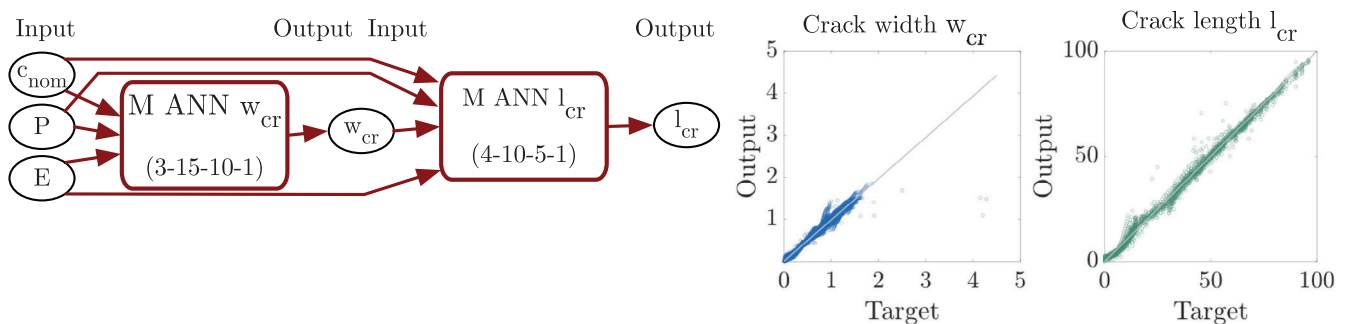 Input
Output
Input
Output
c_nom
P
E
M ANN w_cr
(3-15-10-1)
w_cr
M ANN l_cr
(4-10-5-1)
l_cr
Crack width w_cr
5
4
3
2
1
Output
0
1
2
3
4
5
Target
Crack length l_cr
100
50
0
Output
0
50
100
Target